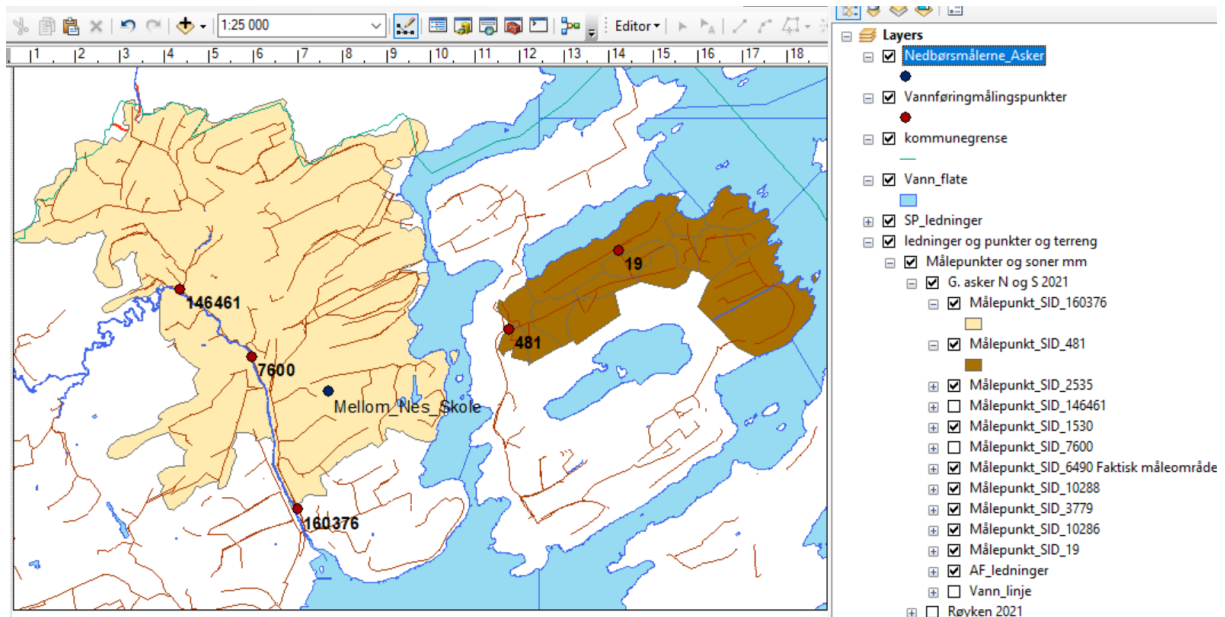 1:25 000
Editor
1 2 3 4 5 6 7 8 9 10 11 12 13 14 15 16 17 18
19
146461
481
7600
Mellom_Nes_Skole
160376
Layers
Nedbørsmålerne_Asker
Vannføringmålingspunkter
kommunegrense
Vann_flate
SP_ledninger
ledninger og punkter og terreng
Målepunkter og soner mm
G. asker N og S 2021
Målepunkt_SID_160376
Målepunkt_SID_481
Målepunkt_SID_2535
Målepunkt_SID_146461
Målepunkt_SID_1530
Målepunkt_SID_7600
Målepunkt_SID_6490 Faktisk måleområde
Målepunkt_SID_10288
Målepunkt_SID_3779
Målepunkt_SID_10286
Målepunkt_SID_19
AF_ledninger
Vann_linje
Røyken 2021